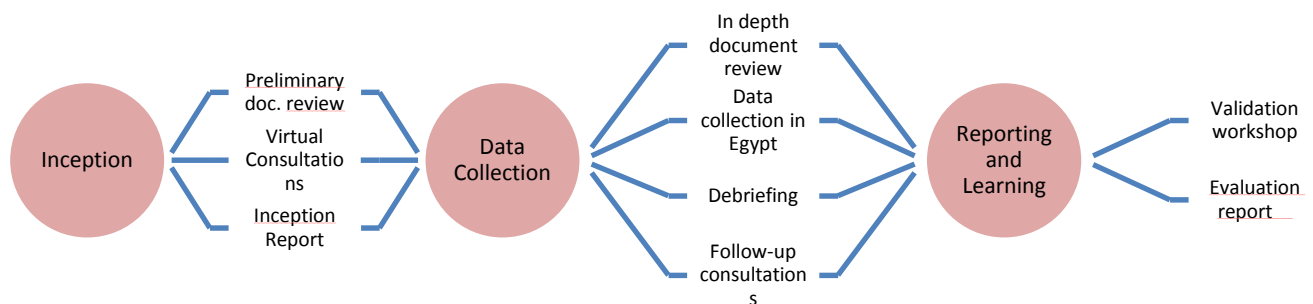 Inception
Preliminary
doc. review
Virtual
Consultatio
ns
Inception
Report
Data
Collection
In depth
document
review
Data
collection in
Egypt
Debriefing
Follow-up
consultation
s
Reporting
and
Learning
Validation
workshop
Evaluation
report